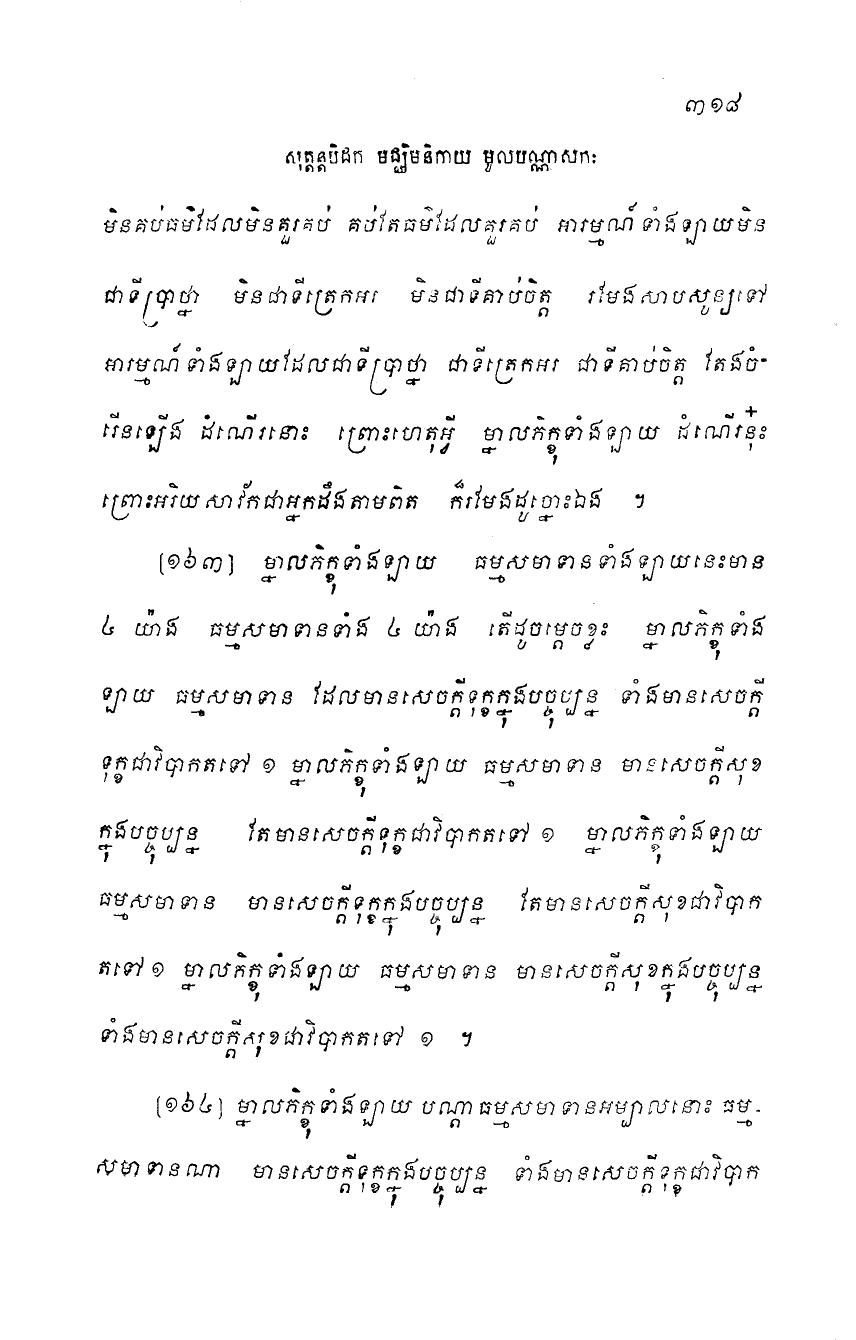 ៣១៨
សុត្តន្តបិដក មជ្ឈិមនិកាយ មូលបណ្ណាសកៈ
មិនគប់ធម៌ដែលមិនគួរគប់ គប់តែធម៌ដែលគួរគប់ អារម្មណ៍ទាំងឡាយមិន
ជាទីប្រាថ្នា មិនជាទីត្រេកអរ មិនជាទីគាប់ចិត្ត រមែងសាបសូន្យទៅ
អារម្មណ៍ទាំងឡាយដែលជាទីប្រាថ្នា ជាទីត្រេកអរ ជាទីគាប់ចិត្ត តែងចំ-
រើនឡើង ដំណើរនោះ ព្រោះហេតុអ្វី ម្នាលភិក្ខុទាំងឡាយ ដំណើរនុ៎ះ
ព្រោះអរិយសាវ័កជាអ្នកដឹងតាមពិត ក៏រមែងដូច្នោះឯង ។
[១៦៣] ម្នាលភិក្ខុទាំងឡាយ ធម្មសមាទានទាំងឡាយនេះមាន
៤ យ៉ាង ធម្មសមាទានទាំង ៤ យ៉ាង តើដូចម្តេចខ្លះ ម្នាលភិក្ខុទាំង
ឡាយ ធម្មសមាទាន ដែលមានសេចក្តីទុក្ខក្នុងបច្ចុប្បន្ន ទាំងមានសេចក្តី
ទុក្ខជាវិបាកតទៅ ១ ម្នាលភិក្ខុទាំងឡាយ ធម្មសមាទាន មានសេចក្តីសុខ
ក្នុងបច្ចុប្បន្ន តែមានសេចក្តីទុក្ខជាវិបាកតទៅ ១ ម្នាលភិក្ខុទាំងឡាយ
ធម្មសមាទាន មានសេចក្តីទុក្ខក្នុងបច្ចុប្បន្ន តែមានសេចក្តីសុខជាវិបាក
តទៅ ១ ម្នាលភិក្ខុទាំងឡាយ ធម្មសមាទាន មានសេចក្តីសុខក្នុងបច្ចុប្បន្ន
ទាំងមានសេចក្តីសុខជាវិបាកតទៅ ១ ។
[១៦៤] ម្នាលភិក្ខុទាំងឡាយ បណ្តាធម្មសមាទានអម្បាលនោះ ធម្ម-
សមាទានណា មានសេចក្តីទុក្ខក្នុងបច្ចុប្បន្ន ទាំងមានសេចក្តីទុក្ខជាវិបាក